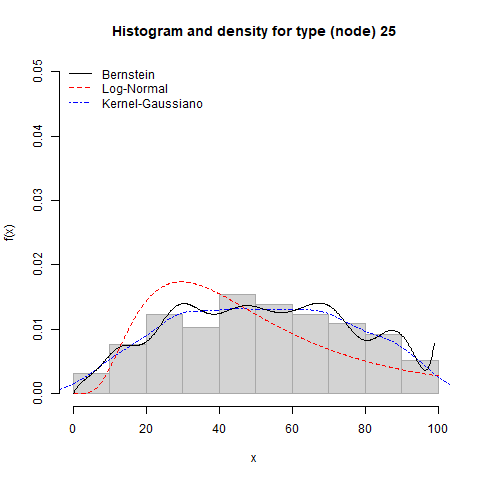 Histogram and density for type (node) 25
Bernstein
Log-Normal
Kernel-Gaussiano
f(x)
0.05
0.04
0.03
0.02
0.01
0.00
0 20 40 60 80 100
x